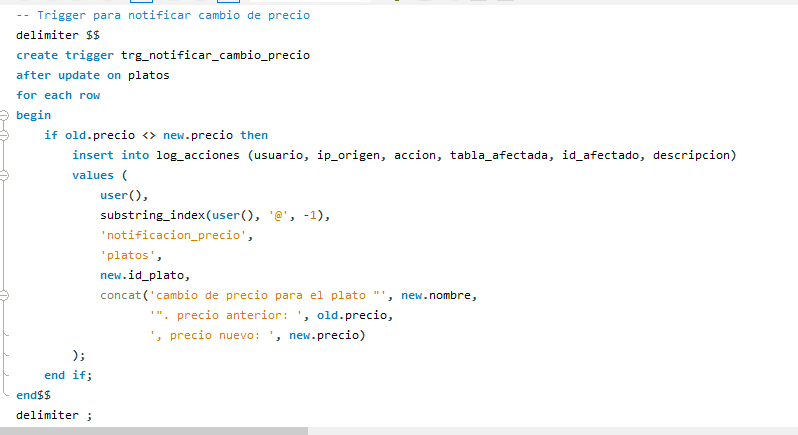 -- Trigger para notificar cambio de precio
delimiter $$
create trigger trg_notificar_cambio_precio
after update on platos
for each row
begin
if old.precio <> new.precio then
insert into log_acciones (usuario, ip_origen, accion, tabla_afectada, id_afectado, descripcion)
values (
user(),
substring_index(user(), '@', -1),
'notificacion_precio',
'platos',
new.id_plato,
concat('cambio de precio para el plato "', new.nombre,
'". precio anterior: ', old.precio,
', precio nuevo: ', new.precio)
);
end if;
end$$
delimiter ;